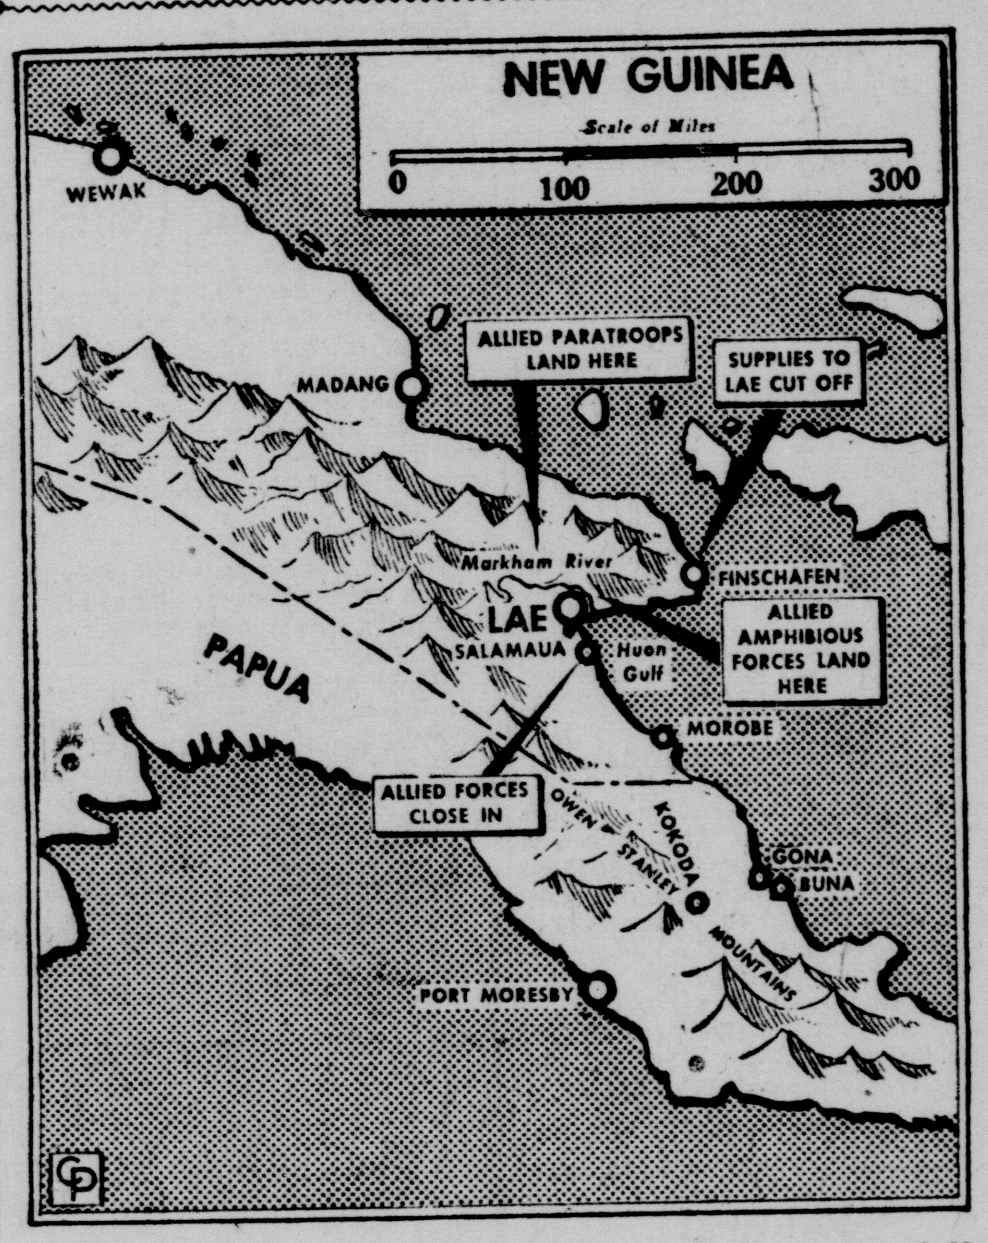 NEW GUINEA
Scale of Miles
0 100 200 300
WEWAK
ALLIED PARATROOPS
LAND HERE
SUPPLIES TO
LAE CUT OFF
MADANG
Markham River
FINSCHAFEN
LAE
ALLIED
AMPHIBIOUS
FORCES LAND
HERE
SALAMAUA
Huon
Gulf
PAPUA
MOROBE
ALLIED FORCES
CLOSE IN
OWEN
STANLEY
MOUNTAINS
KOKODA
GONA
BUNA
PORT MORESBY
CP